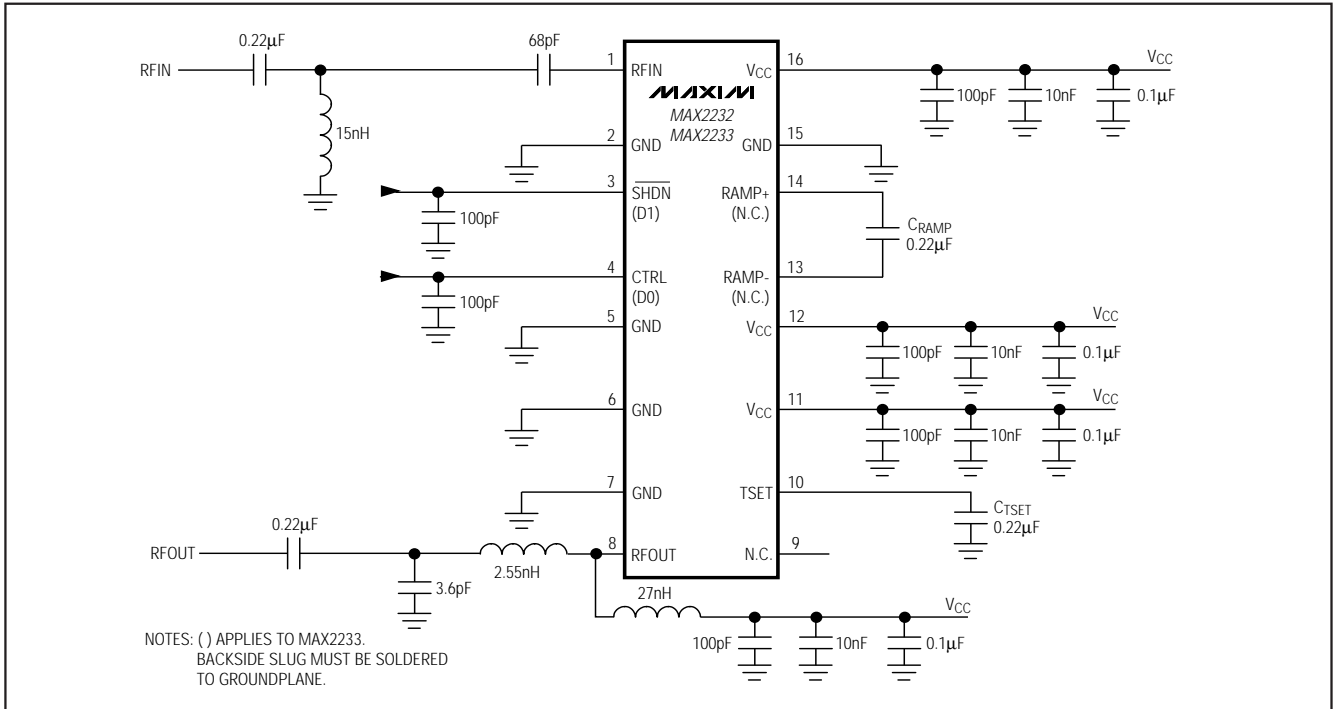 0.22µF
68pF
RFIN
15nH
1
RFIN
2
GND
3
SHDN
(D1)
100pF
4
CTRL
(D0)
100pF
5
GND
6
GND
7
GND
8
RFOUT
MAXIM
MAX2232
MAX2233
16
VCC
VCC
100pF
10nF
0.1µF
15
GND
14
RAMP+
(N.C.)
CRAMP
0.22µF
13
RAMP-
(N.C.)
12
VCC
VCC
100pF
10nF
0.1µF
11
VCC
VCC
100pF
10nF
0.1µF
10
TSET
CTSET
0.22µF
9
N.C.
RFOUT
0.22µF
3.6pF
2.55nH
27nH
VCC
100pF
10nF
0.1µF
NOTES: ( ) APPLIES TO MAX2233.
BACKSIDE SLUG MUST BE SOLDERED
TO GROUNDPLANE.